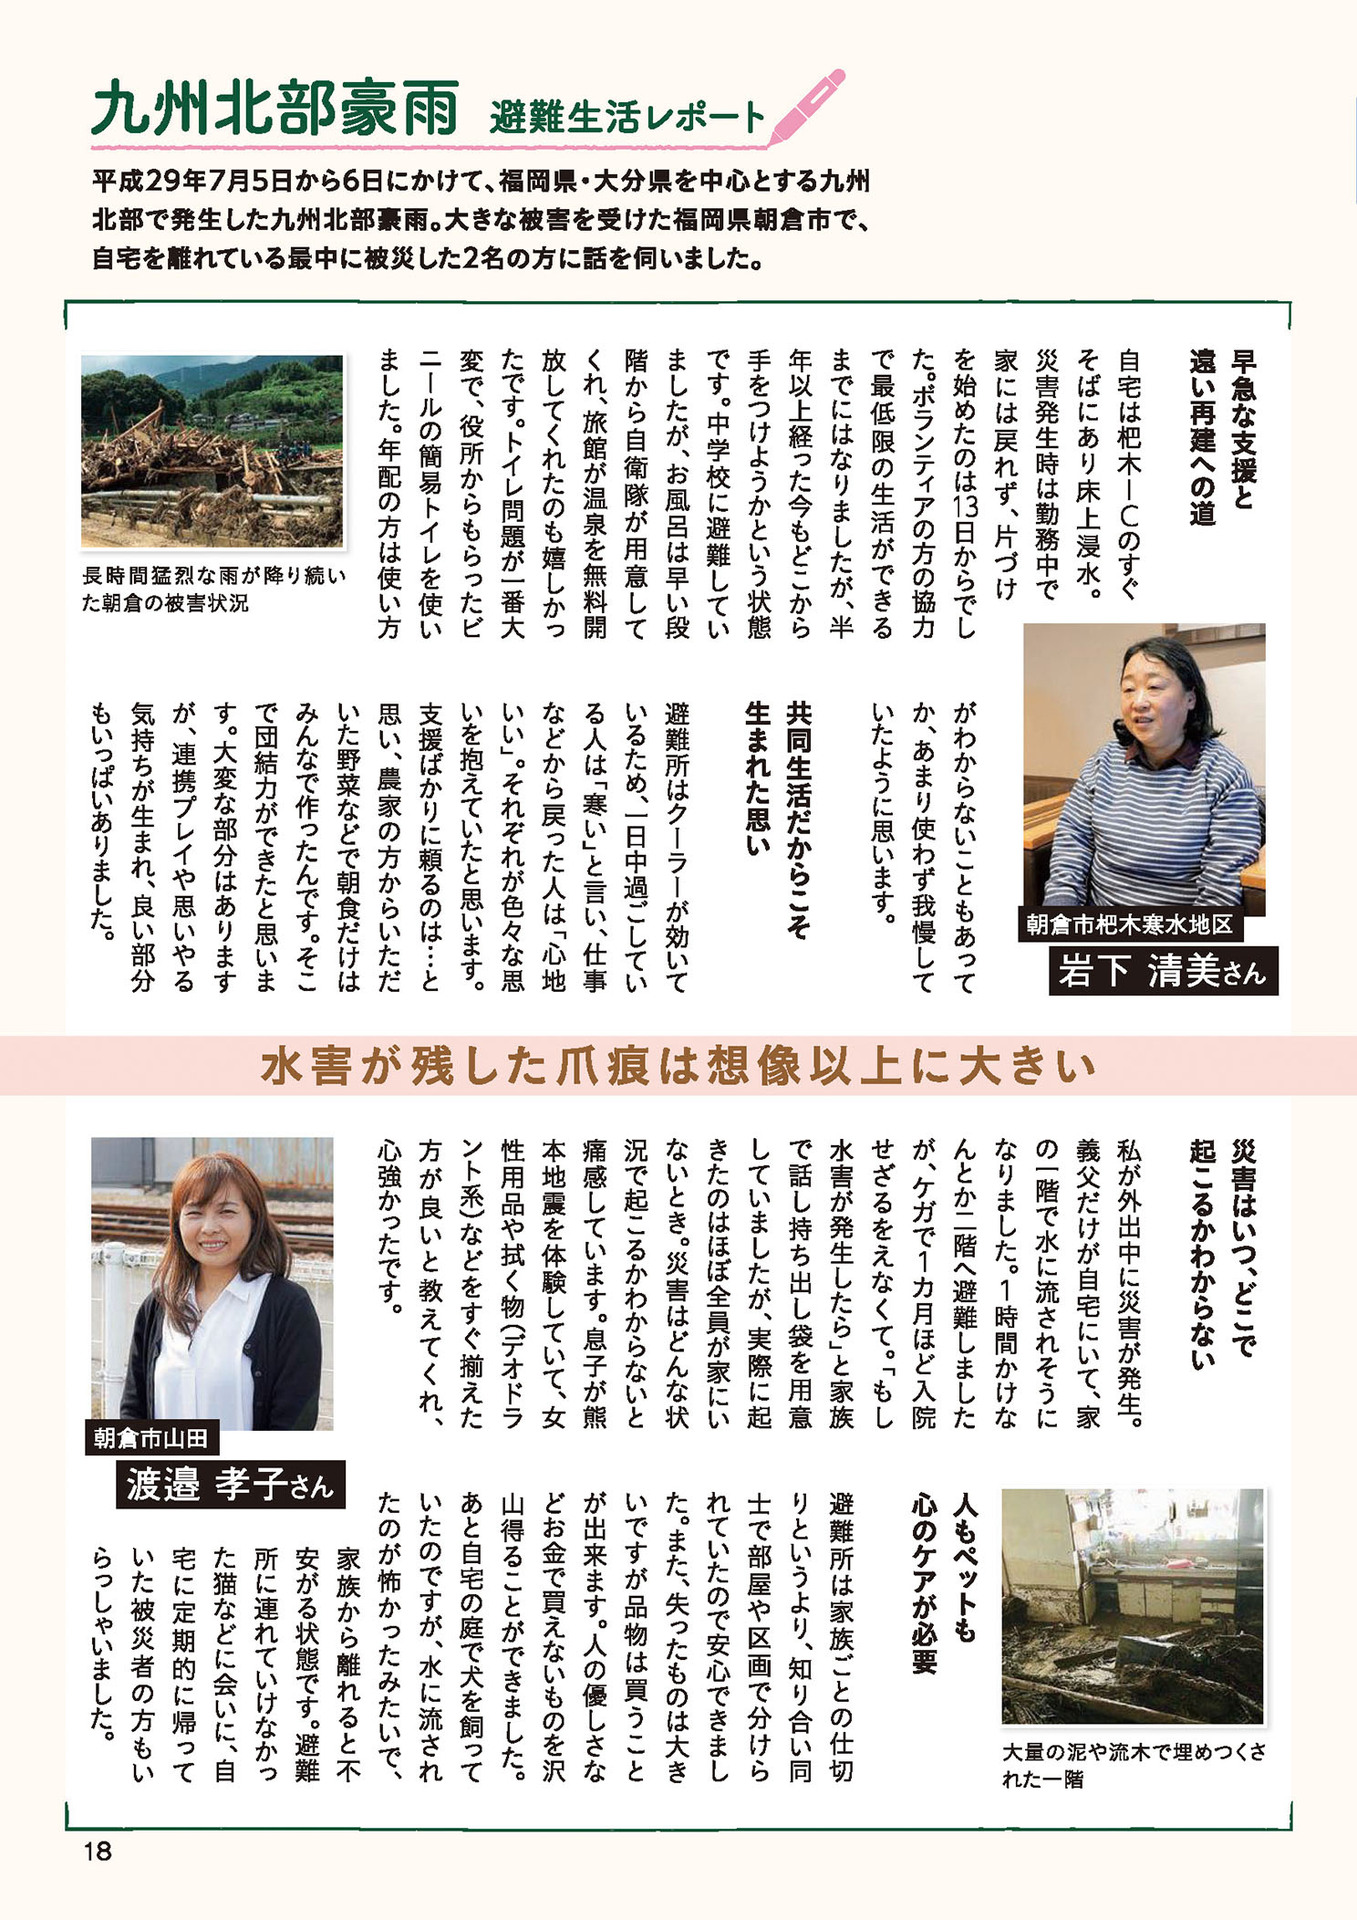 九州北部豪雨 避難生活レポート
平成29年7月5日から6日にかけて、福岡県・大分県を中心とする九州
北部で発生した九州北部豪雨。大きな被害を受けた福岡県朝倉市で、
自宅を離れている最中に被災した2名の方に話を伺いました。
早急な支援と
遠い再建への道
自宅は杷木ICのすぐ
そばにあり床上浸水。
災害発生時は勤務中で
家には戻れず、片づけ
を始めたのは13日からでし
た。ボランティアの方の協力
で最低限の生活ができる
までにはなりましたが、半
年以上経った今もどこから
手をつけようかという状態
です。中学校に避難してい
ましたが、お風呂は早い段
階から自衛隊が用意して
くれ、旅館が温泉を無料開
放してくれたのも嬉しかっ
たです。トイレ問題が一番大
変で、役所からもらったビ
ニールの簡易トイレを使い
ました。年配の方は使い方
長時間猛烈な雨が降り続い
た朝倉の被害状況
がわからないこともあって
か、あまり使わず我慢して
いたように思います。
共同生活だからこそ
生まれた思い
避難所はクーラーが効いて
いるため、一日中過ごしてい
る人は「寒い」と言い、仕事
などから戻った人は「心地
いい」。それぞれが色々な思
いを抱えていたと思います。
支援ばかりに頼るのは…と
思い、農家の方からいただ
いた野菜などで朝食だけは
みんなで作ったんです。そこ
で団結力ができたと思いま
す。大変な部分はあります
が、連携プレイや思いやる
気持ちが生まれ、良い部分
もいっぱいありました。
朝倉市杷木寒水地区
岩下 清美さん
水害が残した爪痕は想像以上に大きい
災害はいつ、どこで
起こるかわからない
私が外出中に災害が発生。
義父だけが自宅にいて、家
の一階で水に流されそうに
なりました。1時間かけな
んとか二階へ避難しました
が、ケガで1カ月ほど入院
せざるをえなくて。「もし
水害が発生したら」と家族
で話し持ち出し袋を用意
していましたが、実際に起
きたのはほぼ全員が家にい
ないとき。災害はどんな状
況で起こるかわからないと
痛感しています。息子が熊
本地震を体験していて、女
性用品や拭く物(デオドラ
ント系)などをすぐ揃えた
方が良いと教えてくれ、
心強かったです。
朝倉市山田
渡邉 孝子さん
人もペットも
心のケアが必要
避難所は家族ごとの仕切
りというより、知り合い同
士で部屋や区画で分けら
れていたので安心できまし
た。また、失ったものは大き
いですが品物は買うこと
が出来ます。人の優しさな
どお金で買えないものを沢
山得ることができました。
あと自宅の庭で犬を飼って
いたのですが、水に流され
たのが怖かったみたいで、
家族から離れると不
安がる状態です。避難
所に連れていけなかっ
た猫などに会いに、自
宅に定期的に帰って
いた被災者の方もい
らっしゃいました。
大量の泥や流木で埋めつくさ
れた一階
18